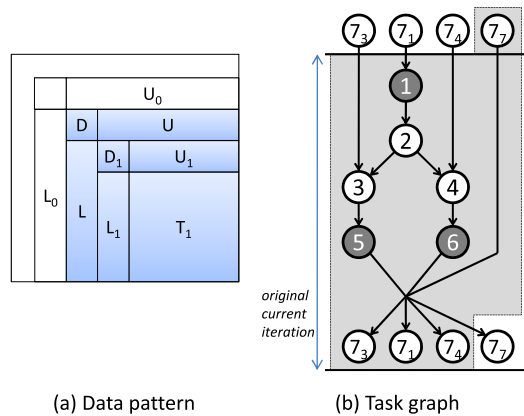 7₃ 7₁ 7₄ 7₇
U₀
1
D U
2
D₁ U₁
3 4
L₀ L L₁ T₁
5 6
original
current
iteration
7₃ 7₁ 7₄ 7₇
(a) Data pattern
(b) Task graph